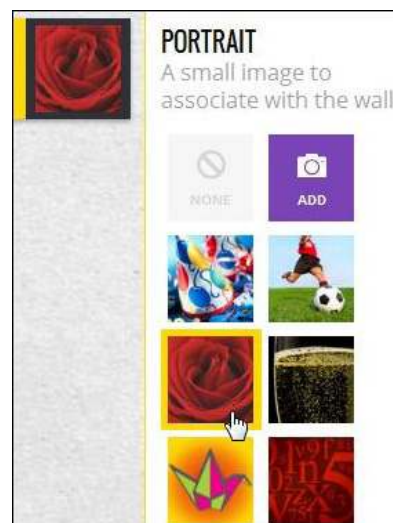 PORTRAIT
A small image to
associate with the wall
NONE
ADD